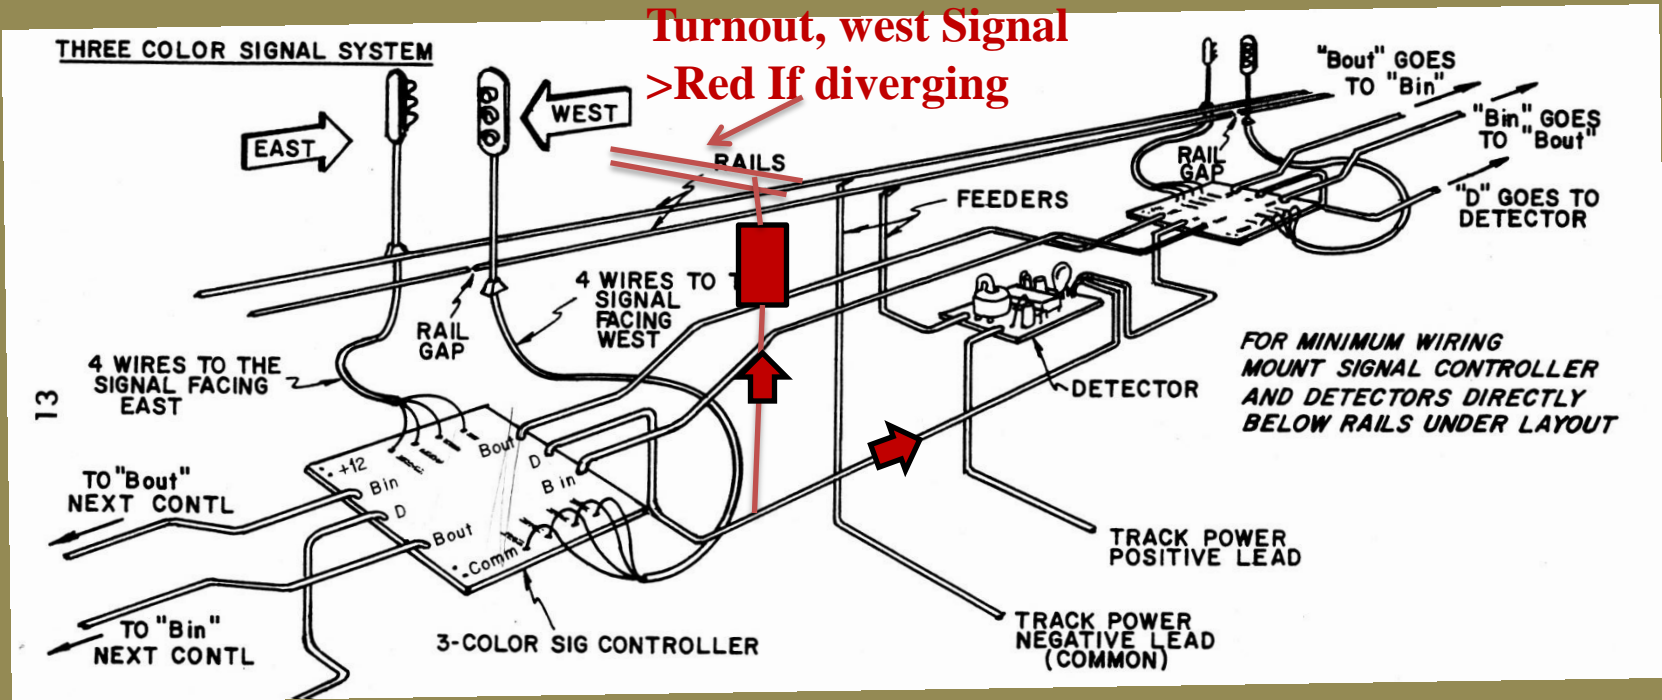 Turnout, west Signal
>Red If diverging
THREE COLOR SIGNAL SYSTEM
EAST
WEST
RAILS
"Bout" GOES
TO "Bin"
"Bin" GOES
TO "Bout"
RAIL
GAP
"D" GOES TO
DETECTOR
FEEDERS
4 WIRES TO
SIGNAL
FACING
WEST
RAIL
GAP
4 WIRES TO THE
SIGNAL FACING
EAST
DETECTOR
FOR MINIMUM WIRING
MOUNT SIGNAL CONTROLLER
AND DETECTORS DIRECTLY
BELOW RAILS UNDER LAYOUT
13
+12
Bin
D
Bout
-Comm
Bout
D
Bin
TO "Bout"
NEXT CONTL
TO "Bin"
NEXT CONTL
3-COLOR SIG CONTROLLER
TRACK POWER
POSITIVE LEAD
TRACK POWER
NEGATIVE LEAD
(COMMON)